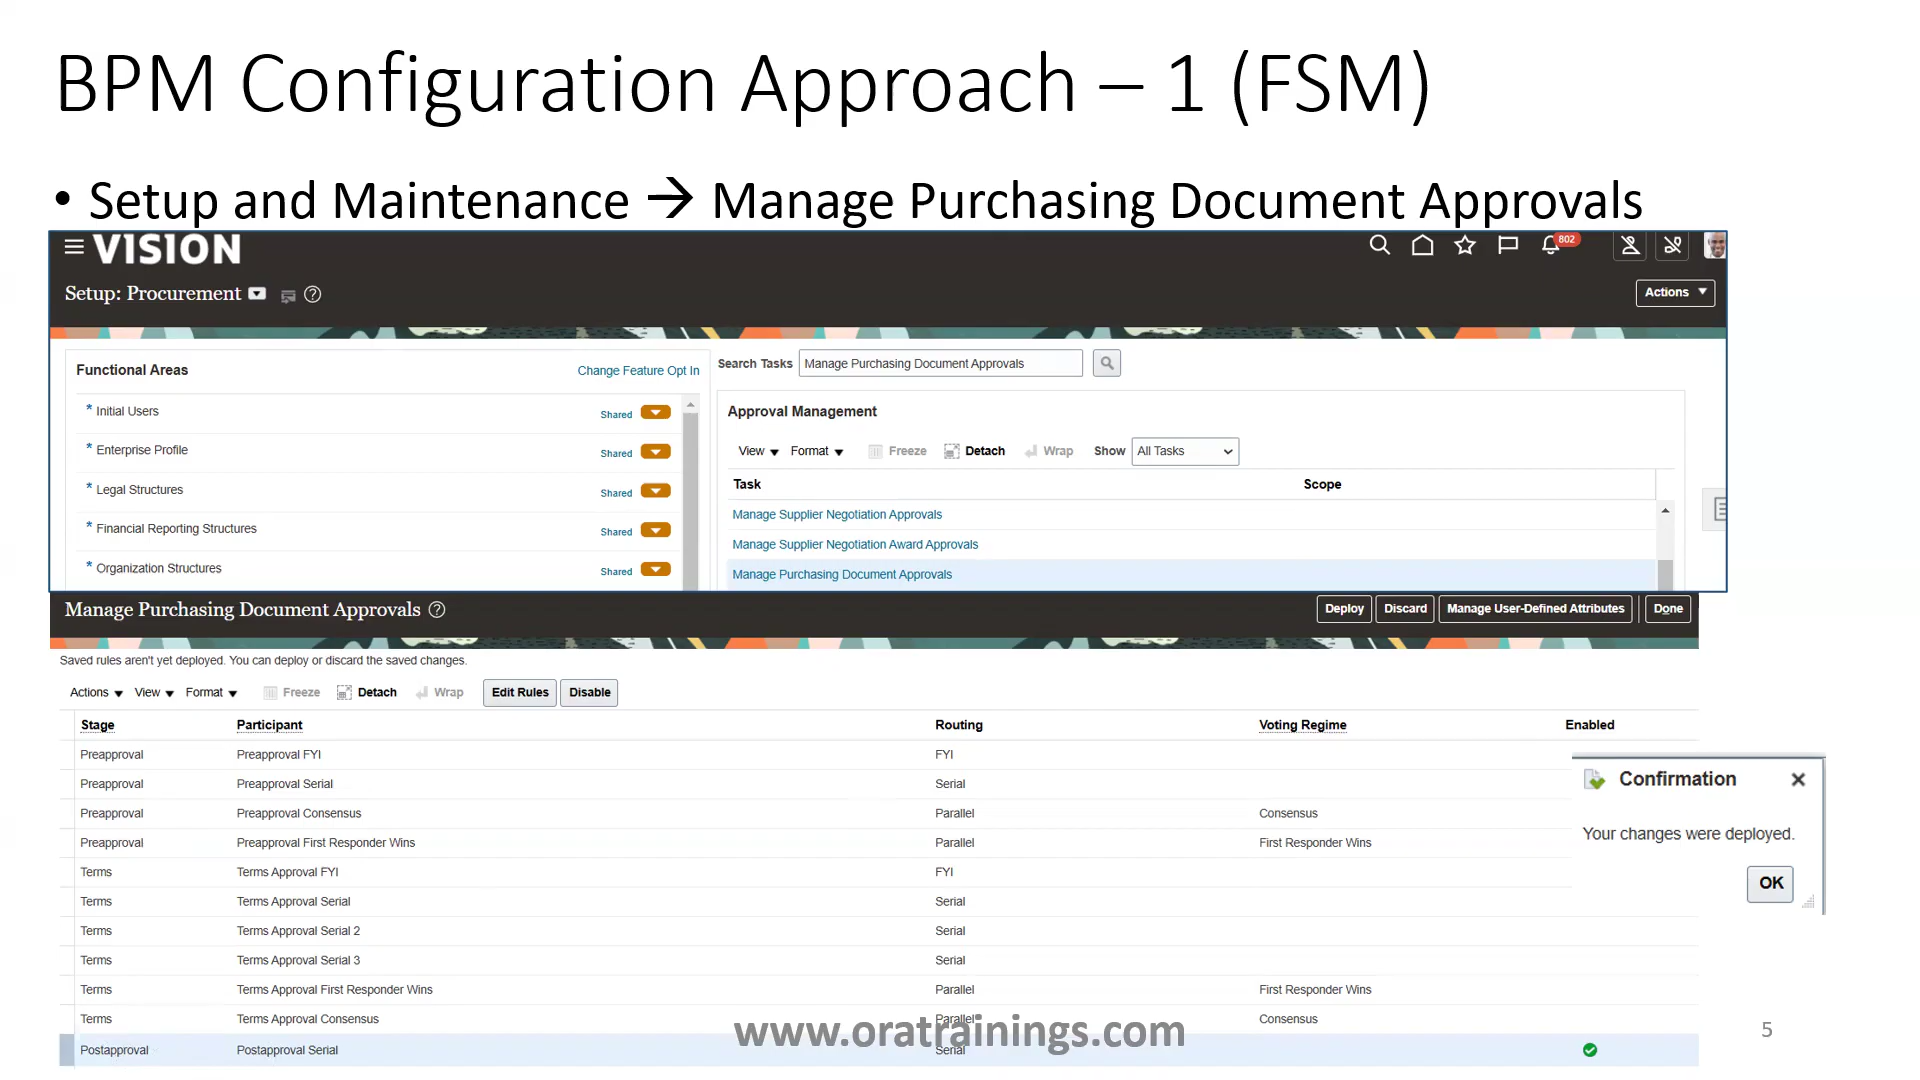 BPM Configuration Approach – 1 (FSM)
• Setup and Maintenance → Manage Purchasing Document Approvals
VISION
802
Setup: Procurement
Actions
Functional Areas
Change Feature Opt In
* Initial Users Shared
* Enterprise Profile Shared
* Legal Structures Shared
* Financial Reporting Structures Shared
* Organization Structures Shared
Search Tasks Manage Purchasing Document Approvals
Approval Management
View Format Freeze Detach Wrap Show All Tasks
Task Scope
Manage Supplier Negotiation Approvals
Manage Supplier Negotiation Award Approvals
Manage Purchasing Document Approvals
Manage Purchasing Document Approvals Deploy Discard Manage User-Defined Attributes Done
Saved rules aren't yet deployed. You can deploy or discard the saved changes.
Actions View Format Freeze Detach Wrap Edit Rules Disable
Stage Participant Routing Voting Regime Enabled
Preapproval Preapproval FYI FYI
Preapproval Preapproval Serial Serial
Preapproval Preapproval Consensus Parallel Consensus
Preapproval Preapproval First Responder Wins Parallel First Responder Wins
Terms Terms Approval FYI FYI
Terms Terms Approval Serial Serial
Terms Terms Approval Serial 2 Serial
Terms Terms Approval Serial 3 Serial
Terms Terms Approval First Responder Wins Parallel First Responder Wins
Terms Terms Approval Consensus Parallel Consensus
Postapproval Postapproval Serial Serial
Confirmation
Your changes were deployed.
OK
www.oratrainings.com
5